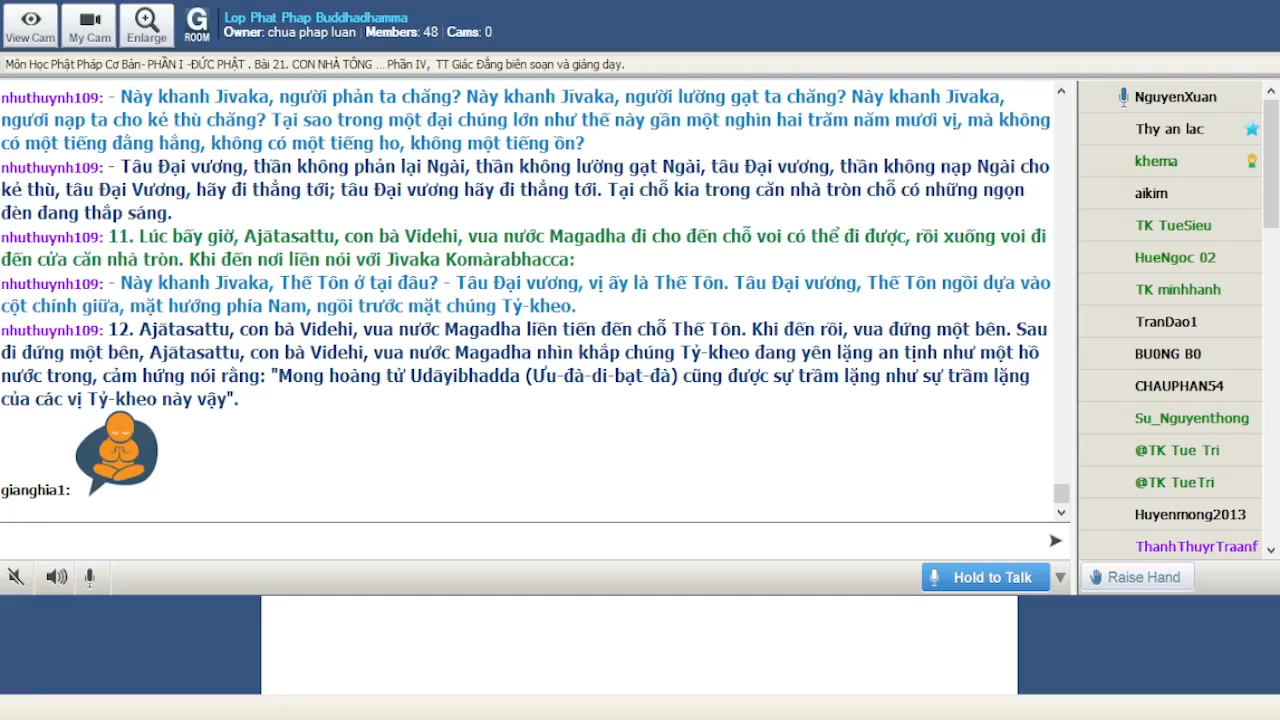 View Cam
My Cam
Enlarge
G
ROOM
Lop Phat Phap Buddhadhamma
Owner: chua phap luan | Members: 48 | Cams: 0
Môn Học Phật Pháp Cơ Bản- PHẦN I -ĐỨC PHẬT . Bài 21. CON NHÀ TÔNG ... Phần IV, TT Giác Đẳng biên soạn và giảng dạy.
nhuthuynh109: - Này khanh Jīvaka, người phản ta chăng? Này khanh Jīvaka, người lường gạt ta chăng? Này khanh Jīvaka,
ngươi nạp ta cho kẻ thù chăng? Tại sao trong một đại chúng lớn như thế này gần một nghìn hai trăm năm mươi vị, mà không
có một tiếng đằng hắng, không có một tiếng ho, không một tiếng ồn?
nhuthuynh109: - Tâu Đại vương, thần không phản lại Ngài, thần không lường gạt Ngài, tâu Đại vương, thần không nạp Ngài cho
kẻ thù, tâu Đại Vương, hãy đi thẳng tới; tâu Đại vương hãy đi thẳng tới. Tại chỗ kia trong căn nhà tròn chỗ có những ngọn
đèn đang thắp sáng.
nhuthuynh109: 11. Lúc bấy giờ, Ajātasattu, con bà Videhi, vua nước Magadha đi cho đến chỗ voi có thể đi được, rồi xuống voi đi
đến cửa căn nhà tròn. Khi đến nơi liền nói với Jivaka Komàrabhacca:
nhuthuynh109: - Này khanh Jīvaka, Thế Tôn ở tại đâu? - Tâu Đại vương, vị ấy là Thế Tôn. Tâu Đại vương, Thế Tôn ngồi dựa vào
cột chính giữa, mặt hướng phía Nam, ngồi trước mặt chúng Tỷ-kheo.
nhuthuynh109: 12. Ajātasattu, con bà Videhi, vua nước Magadha liền tiến đến chỗ Thế Tôn. Khi đến rồi, vua đứng một bên. Sau
đi đứng một bên, Ajātasattu, con bà Videhi, vua nước Magadha nhìn khắp chúng Tỷ-kheo đang yên lặng an tịnh như một hồ
nước trong, cảm hứng nói rằng: "Mong hoàng tử Udāyibhadda (Ưu-đà-di-bạt-đà) cũng được sự trầm lặng như sự trầm lặng
của các vị Tỷ-kheo này vậy".
gianghia1:
Hold to Talk
NguyenXuan
Thy an lac
khema
aikim
TK TueSieu
HueNgoc 02
TK minhhanh
TranDao1
BU0NG B0
CHAUPHAN54
Su_Nguyenthong
@TK Tue Tri
@TK TueTri
Huyenmong2013
ThanhThuyrTraanf
Raise Hand